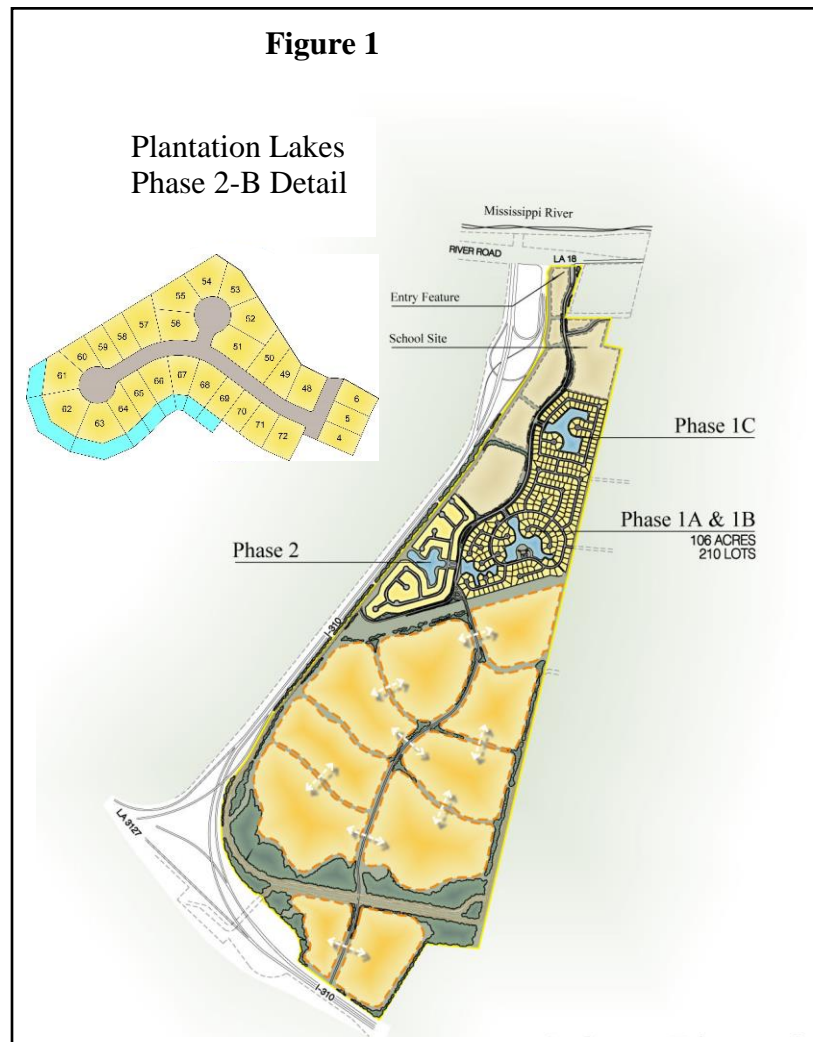 Figure 1
Plantation Lakes
Phase 2-B Detail
Mississippi River
RIVER ROAD
LA 18
Entry Feature
School Site
Phase 1C
Phase 1A & 1B
106 ACRES
210 LOTS
Phase 2
I-310
LA 3127
I-310
54
55
53
56
52
57
58
59
51
60
50
61
67
49
66
68
48
62
65
69
6
64
70
63
71
5
72
4